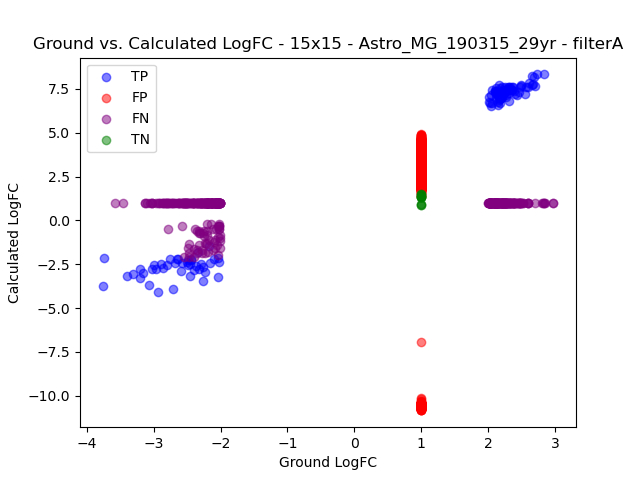 Ground vs. Calculated LogFC - 15x15 - Astro_MG_190315_29yr - filterA
TP
FP
FN
TN
7.5
5.0
2.5
0.0
−2.5
−5.0
−7.5
−10.0
Calculated LogFC
−4
−3
−2
−1
0
1
2
3
Ground LogFC